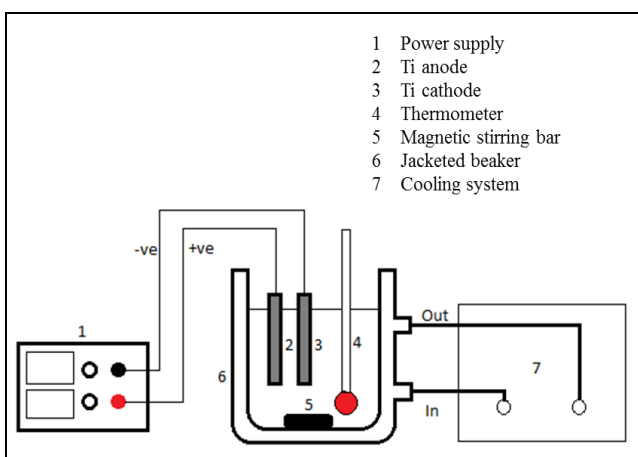 1 Power supply
2 Ti anode
3 Ti cathode
4 Thermometer
5 Magnetic stirring bar
6 Jacketed beaker
7 Cooling system
-ve
+ve
1
2
3
4
5
6
Out
In
7